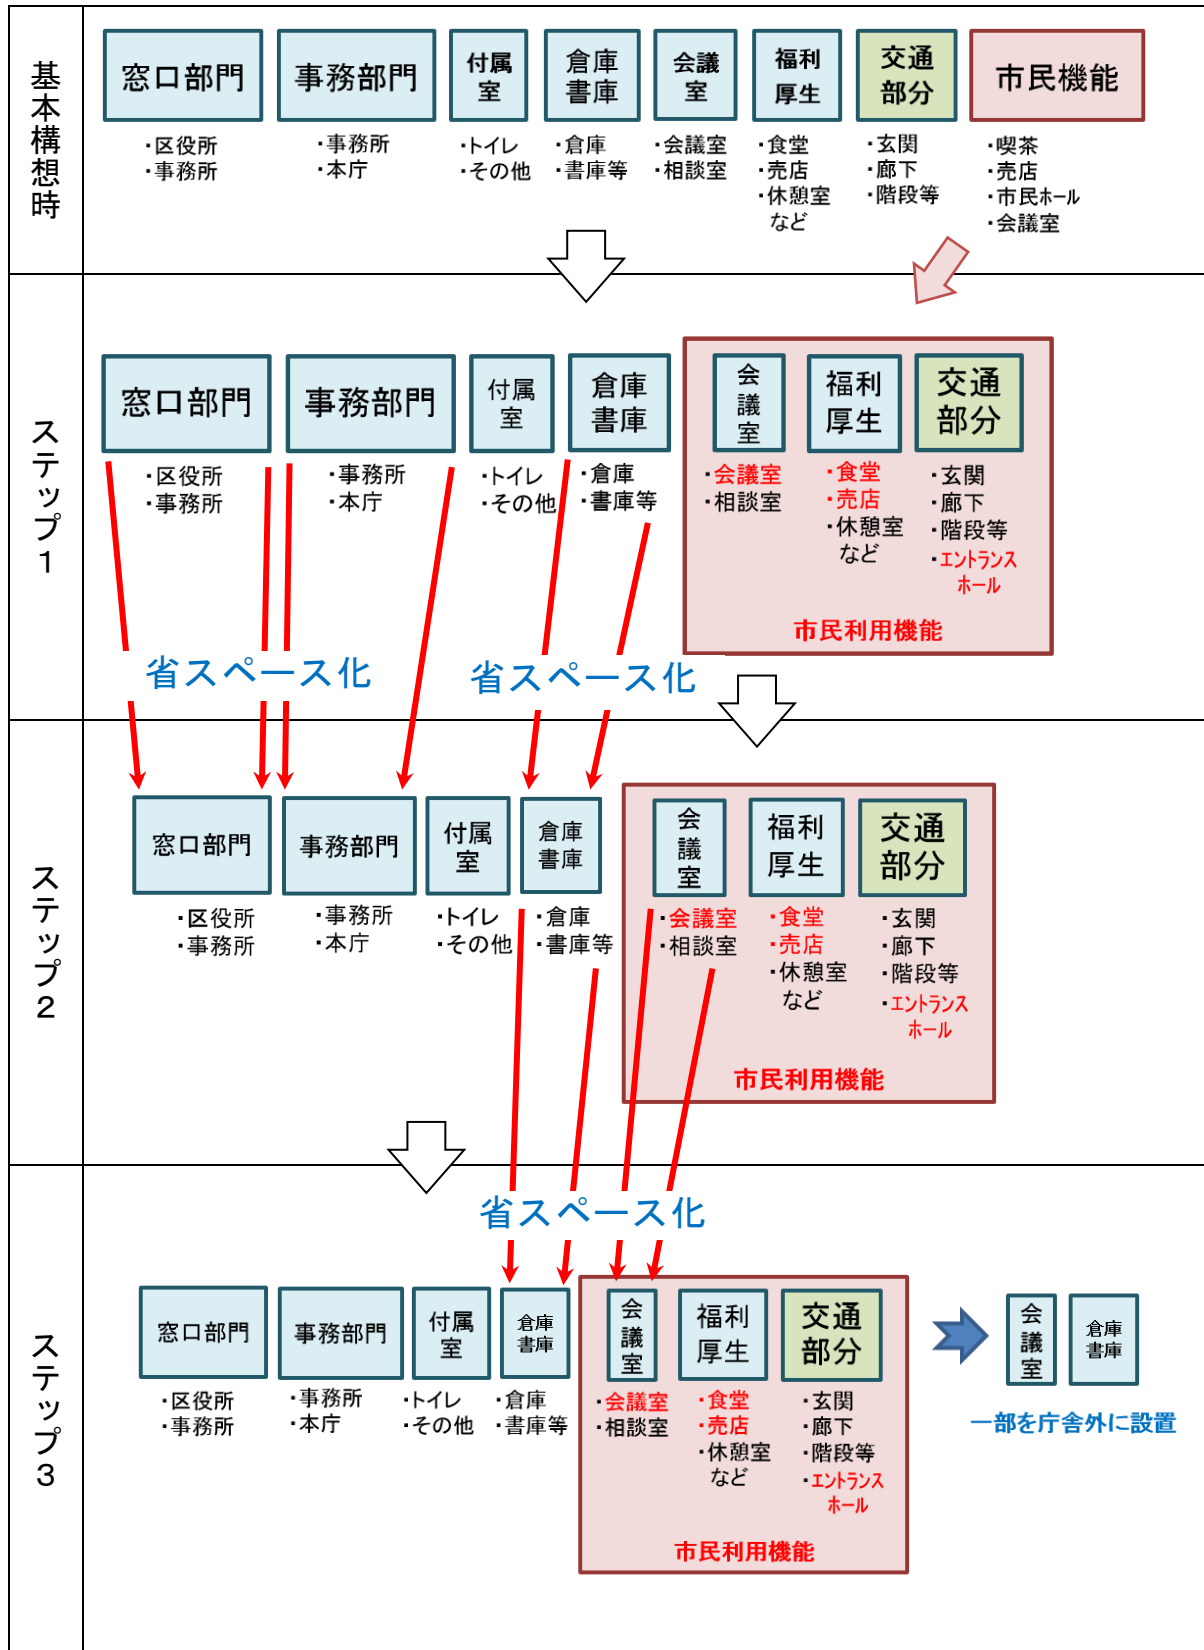 基本構想時
窓口部門
・区役所
・事務所
事務部門
・事務所
・本庁
付属
室
・トイレ
・その他
倉庫
書庫
・倉庫
・書庫等
会議
室
・会議室
・相談室
福利
厚生
・食堂
・売店
・休憩室
など
交通
部分
・玄関
・廊下
・階段等
市民機能
・喫茶
・売店
・市民ホール
・会議室
ステップ1
窓口部門
・区役所
・事務所
事務部門
・事務所
・本庁
付属
室
・トイレ
・その他
倉庫
書庫
・倉庫
・書庫等
会
議
室
・会議室
・相談室
福利
厚生
・食堂
・売店
・休憩室
など
交通
部分
・玄関
・廊下
・階段等
・エントランス
ホール
市民利用機能
省スペース化
省スペース化
ステップ2
窓口部門
・区役所
・事務所
事務部門
・事務所
・本庁
付属
室
・トイレ
・その他
倉庫
書庫
・倉庫
・書庫等
会
議
室
・会議室
・相談室
福利
厚生
・食堂
・売店
・休憩室
など
交通
部分
・玄関
・廊下
・階段等
・エントランス
ホール
市民利用機能
省スペース化
ステップ3
窓口部門
・区役所
・事務所
事務部門
・事務所
・本庁
付属
室
・トイレ
・その他
倉庫
書庫
・倉庫
・書庫等
会
議
室
・会議室
・相談室
福利
厚生
・食堂
・売店
・休憩室
など
交通
部分
・玄関
・廊下
・階段等
・エントランス
ホール
市民利用機能
会
議
室
倉庫
書庫
一部を庁舎外に設置